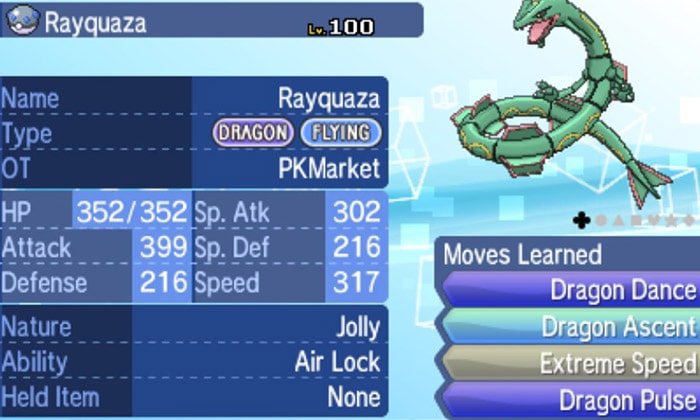 Rayquaza Lv.100
Name Rayquaza
Type DRAGON FLYING
OT PKMarket
HP 352/352 Sp. Atk 302
Attack 399 Sp. Def 216
Defense 216 Speed 317
Nature Jolly
Ability Air Lock
Held Item None
Moves Learned
Dragon Dance
Dragon Ascent
Extreme Speed
Dragon Pulse